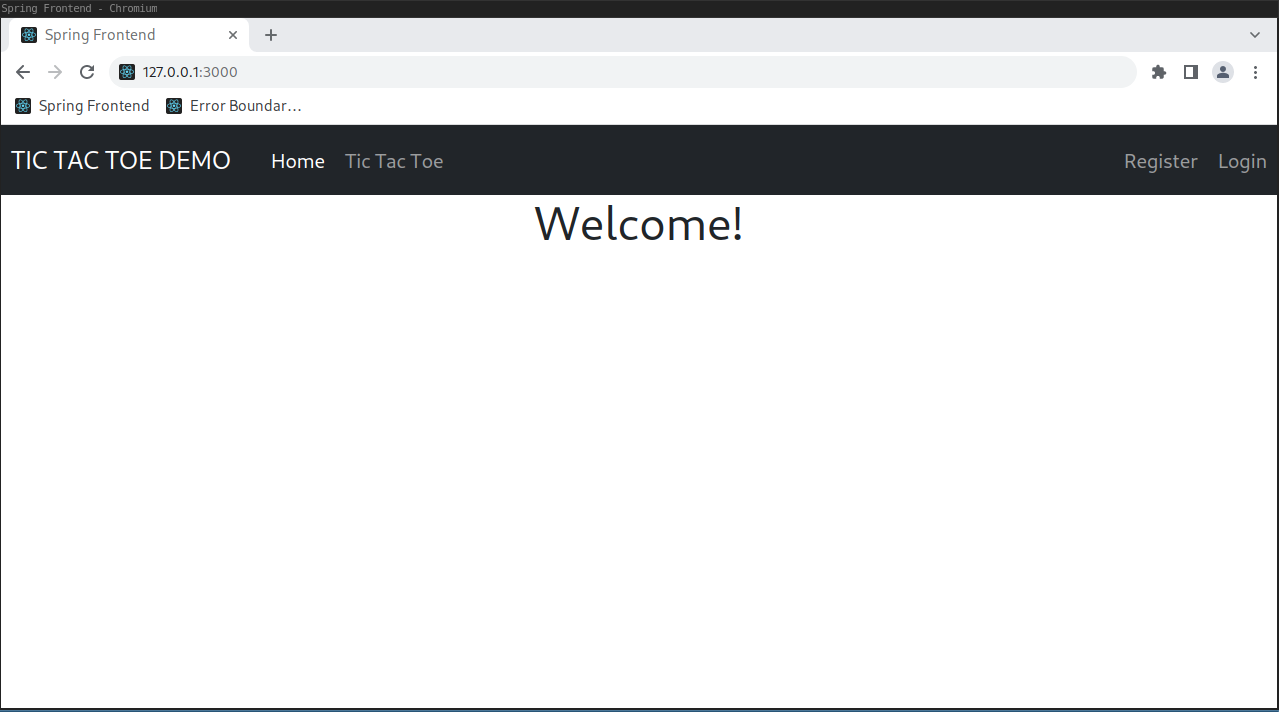 Spring Frontend - Chromium
Spring Frontend
127.0.0.1:3000
Spring Frontend Error Boundar...
TIC TAC TOE DEMO Home Tic Tac Toe Register Login
Welcome!